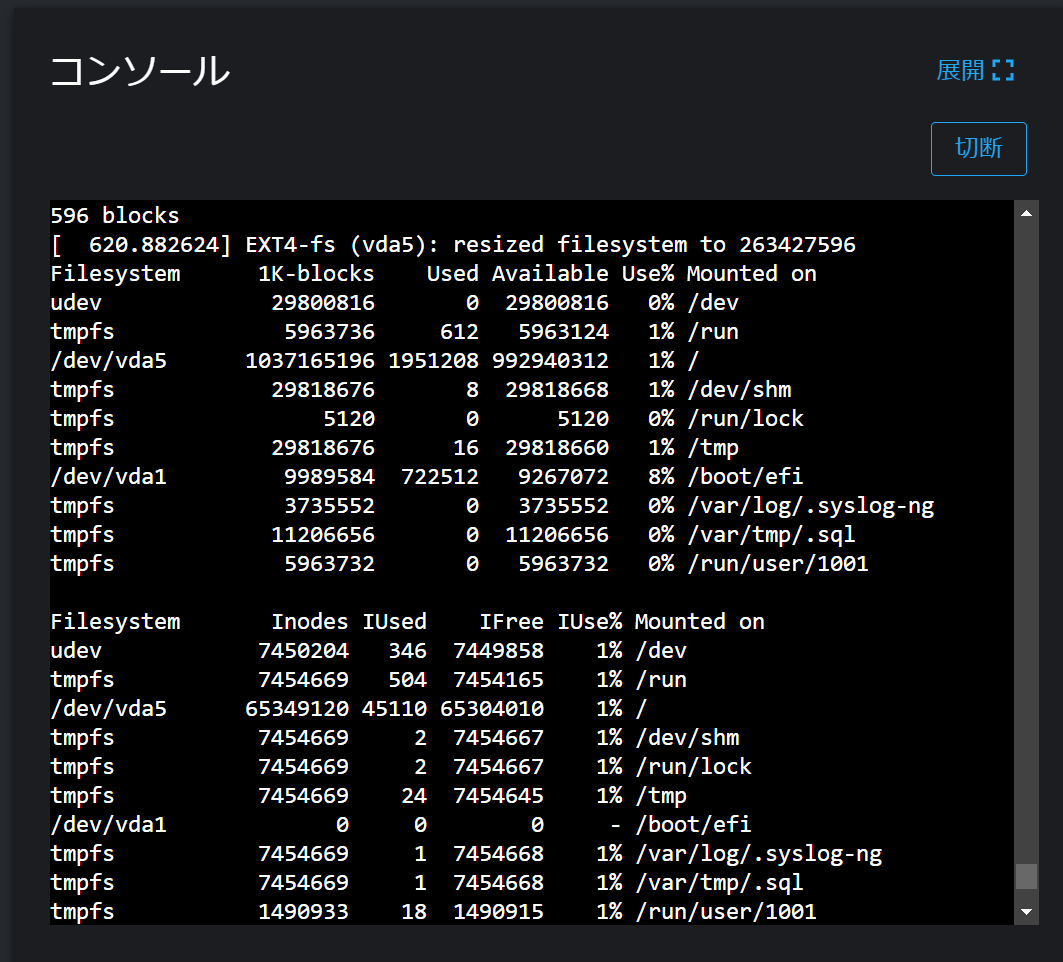 コンソール
展開
切断
596 blocks
[  620.882624] EXT4-fs (vda5): resized filesystem to 263427596
Filesystem      1K-blocks    Used Available Use% Mounted on
udev             29800816       0  29800816   0% /dev
tmpfs             5963736     612   5963124   1% /run
/dev/vda5      1037165196 1951208 992940312   1% /
tmpfs            29818676       8  29818668   1% /dev/shm
tmpfs                5120       0      5120   0% /run/lock
tmpfs            29818676      16  29818660   1% /tmp
/dev/vda1         9989584  722512   9267072   8% /boot/efi
tmpfs             3735552       0   3735552   0% /var/log/.syslog-ng
tmpfs            11206656       0  11206656   0% /var/tmp/.sql
tmpfs             5963732       0   5963732   0% /run/user/1001
Filesystem       Inodes IUsed    IFree IUse% Mounted on
udev            7450204   346  7449858    1% /dev
tmpfs           7454669   504  7454165    1% /run
/dev/vda5      65349120 45110 65304010    1% /
tmpfs           7454669     2  7454667    1% /dev/shm
tmpfs           7454669     2  7454667    1% /run/lock
tmpfs           7454669    24  7454645    1% /tmp
/dev/vda1             0     0        0     - /boot/efi
tmpfs           7454669     1  7454668    1% /var/log/.syslog-ng
tmpfs           7454669     1  7454668    1% /var/tmp/.sql
tmpfs           1490933    18  1490915    1% /run/user/1001